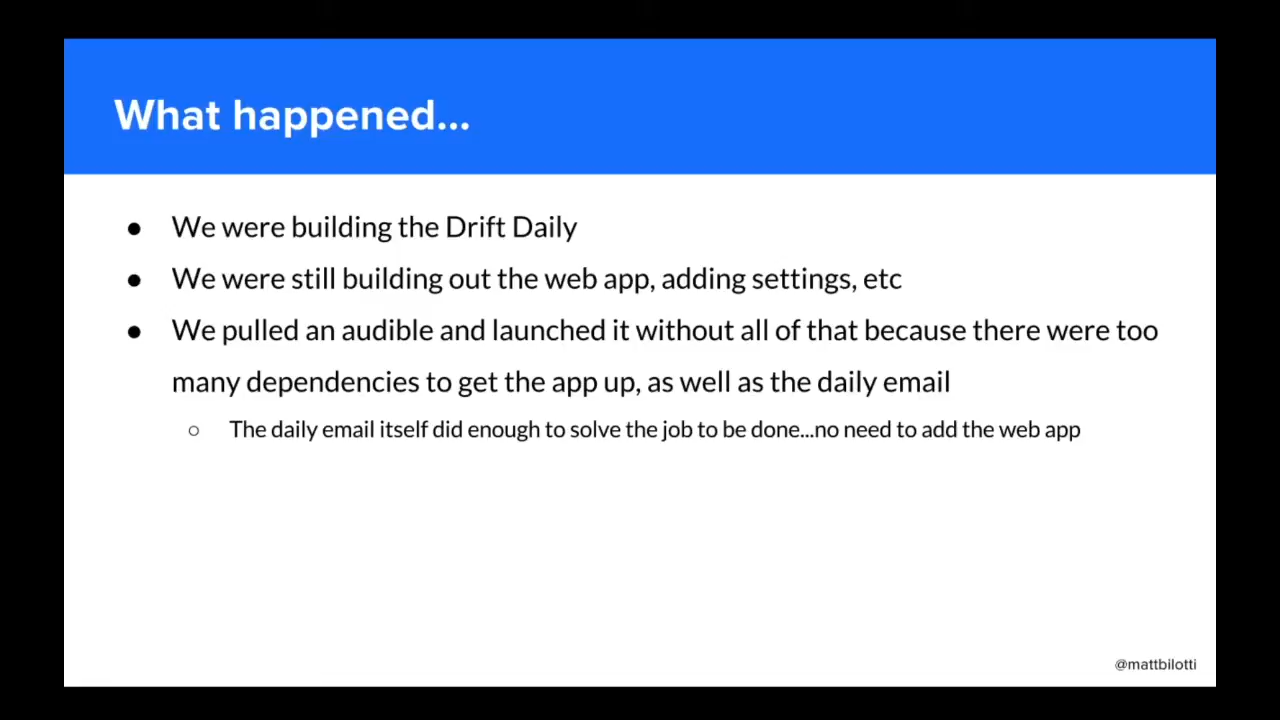 What happened...
● We were building the Drift Daily
● We were still building out the web app, adding settings, etc
● We pulled an audible and launched it without all of that because there were too
many dependencies to get the app up, as well as the daily email
○ The daily email itself did enough to solve the job to be done...no need to add the web app
@mattbilotti